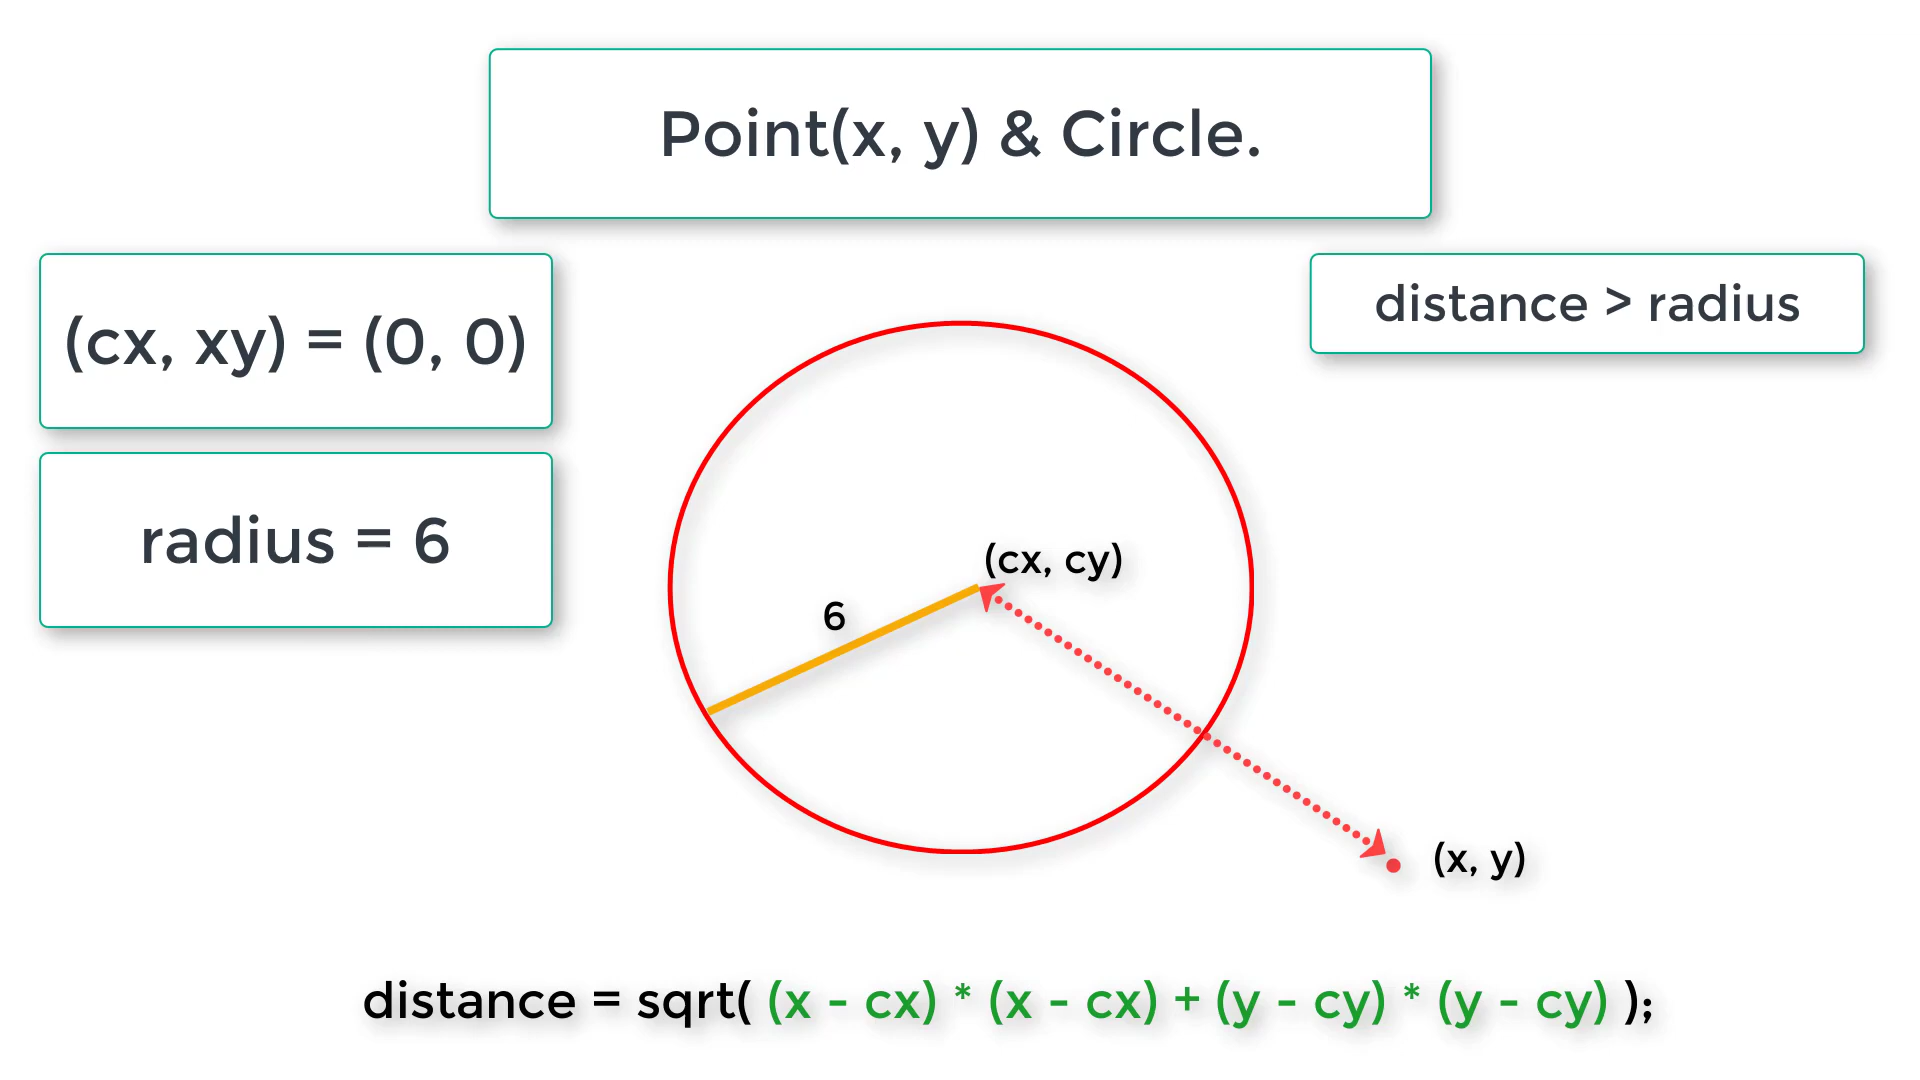 Point(x, y) & Circle.
(cx, xy) = (0, 0)
distance > radius
radius = 6
(cx, cy)
6
(x, y)
distance = sqrt( (x - cx) * (x - cx) + (y - cy) * (y - cy) );